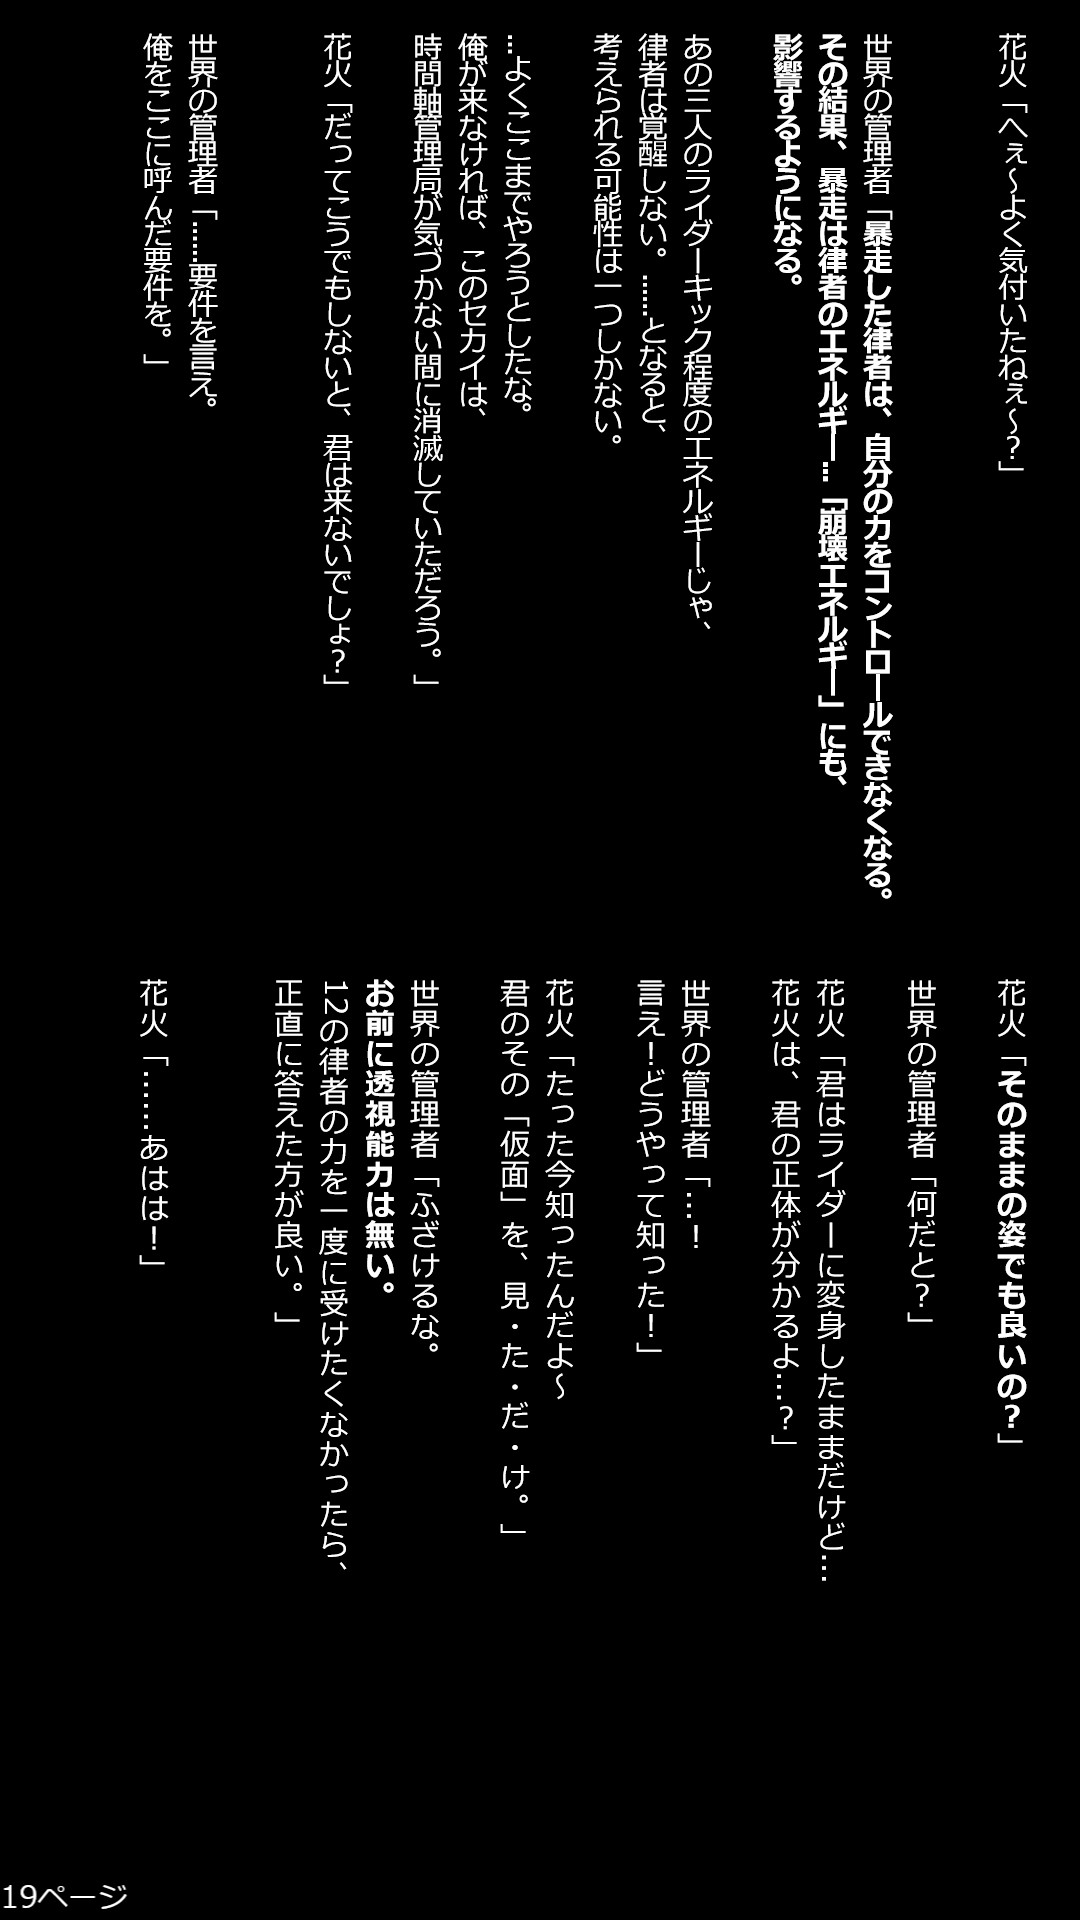 花火「へぇ～よく気付いたねぇ～?」
世界の管理者「暴走した律者は、自分の力をコントロールできなくなる。
その結果、暴走は律者のエネルギー…「崩壊エネルギー」にも、
影響するようになる。
あの三人のライダーキック程度のエネルギーじゃ、
律者は覚醒しない。……となると、
考えられる可能性は一つしかない。
…よくここまでやろうとしたな。
俺が来なければ、このセカイは、
時間軸管理局が気づかない間に消滅していただろう。」
花火「だってこうでもしないと、君は来ないでしょ?」
世界の管理者「……要件を言え。
俺をここに呼んだ要件を。」
花火「そのままの姿でも良いの?」
世界の管理者「何だと?」
花火「君はライダーに変身したままだけど…
花火は、君の正体が分かるよ…?」
世界の管理者「…!
言え!どうやって知った!」
花火「たった今知ったんだよ～
君のその「仮面」を、見・た・だ・け。」
世界の管理者「ふざけるな。
お前に透視能力は無い。
12の律者の力を一度に受けたくなかったら、
正直に答えた方が良い。」
花火「……あはは!」
19ページ